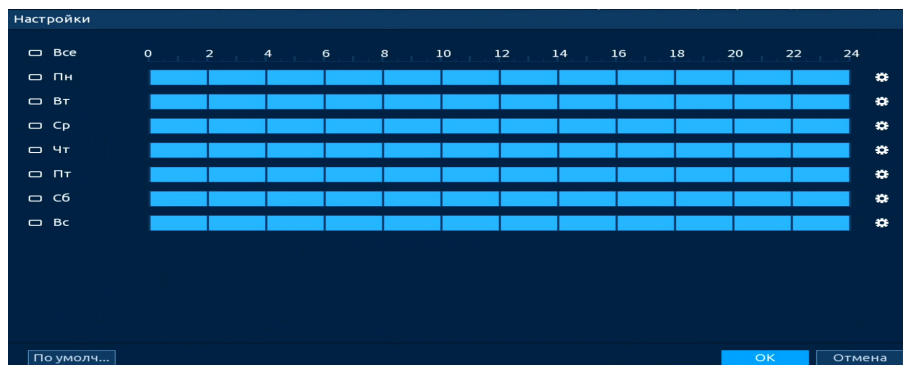 Настройки
Все 0 2 4 6 8 10 12 14 16 18 20 22 24
Пн
Вт
Ср
Чт
Пт
Сб
Вс
По умолч... OK Отмена